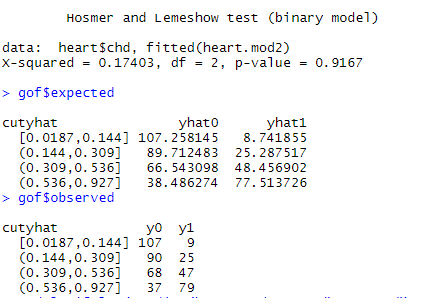 Hosmer and Lemeshow test (binary model)
data:  heart$chd, fitted(heart.mod2)
X-squared = 0.17403, df = 2, p-value = 0.9167
> gof$expected
cutyhat yhat0 yhat1
[0.0187,0.144] 107.258145 8.741855
(0.144,0.309] 89.712483 25.287517
(0.309,0.536] 66.543098 48.456902
(0.536,0.927] 38.486274 77.513726
> gof$observed
cutyhat y0 y1
[0.0187,0.144] 107 9
(0.144,0.309] 90 25
(0.309,0.536] 68 47
(0.536,0.927] 37 79